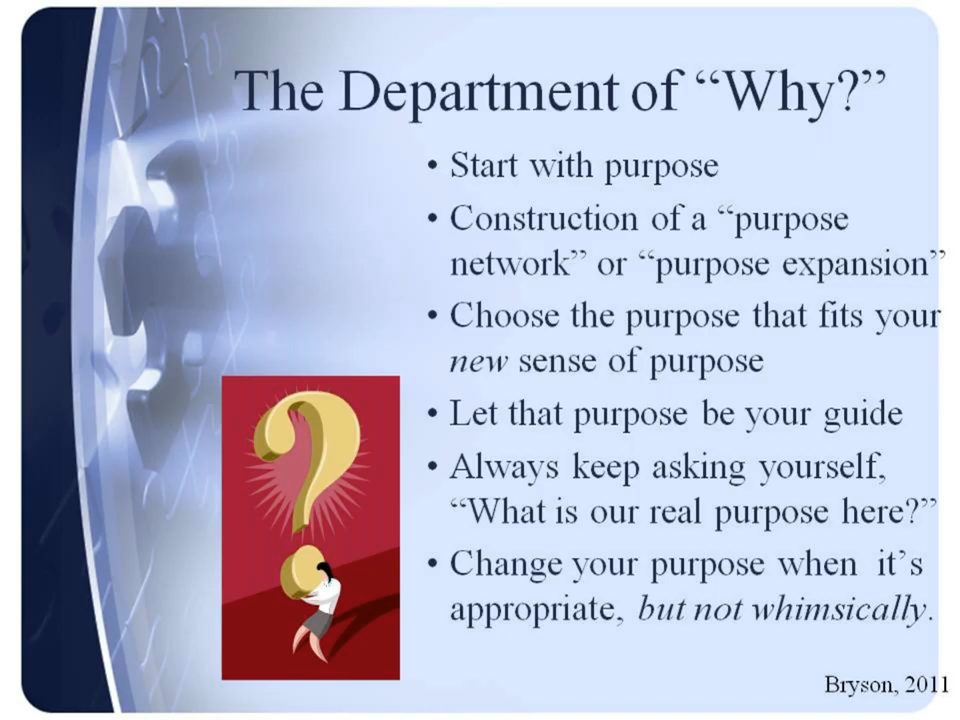 The Department of “Why?”
• Start with purpose
• Construction of a “purpose
network” or “purpose expansion”
• Choose the purpose that fits your
new sense of purpose
• Let that purpose be your guide
• Always keep asking yourself,
“What is our real purpose here?”
• Change your purpose when it’s
appropriate, but not whimsically.
Bryson, 2011